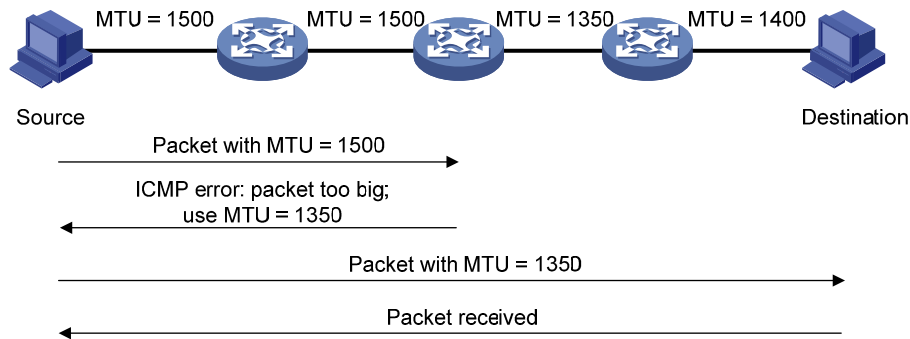 MTU = 1500
MTU = 1500
MTU = 1350
MTU = 1400
Source
Destination
Packet with MTU = 1500
ICMP error: packet too big;
use MTU = 1350
Packet with MTU = 1350
Packet received